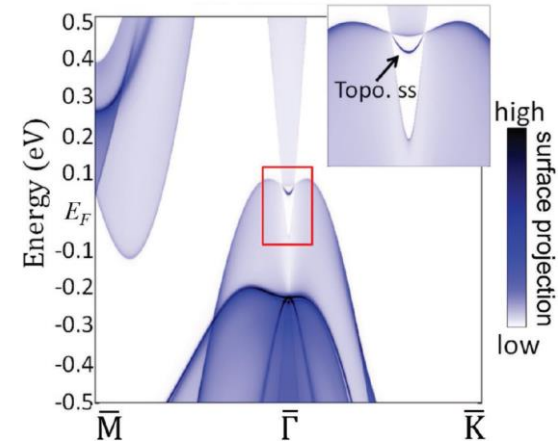 0.5
0.4
0.3
0.2
0.1
E_F
-0.1
-0.2
-0.3
-0.4
-0.5
Energy (eV)
M̅
Γ̅
K̅
Topo. ss
high
surface projection
low